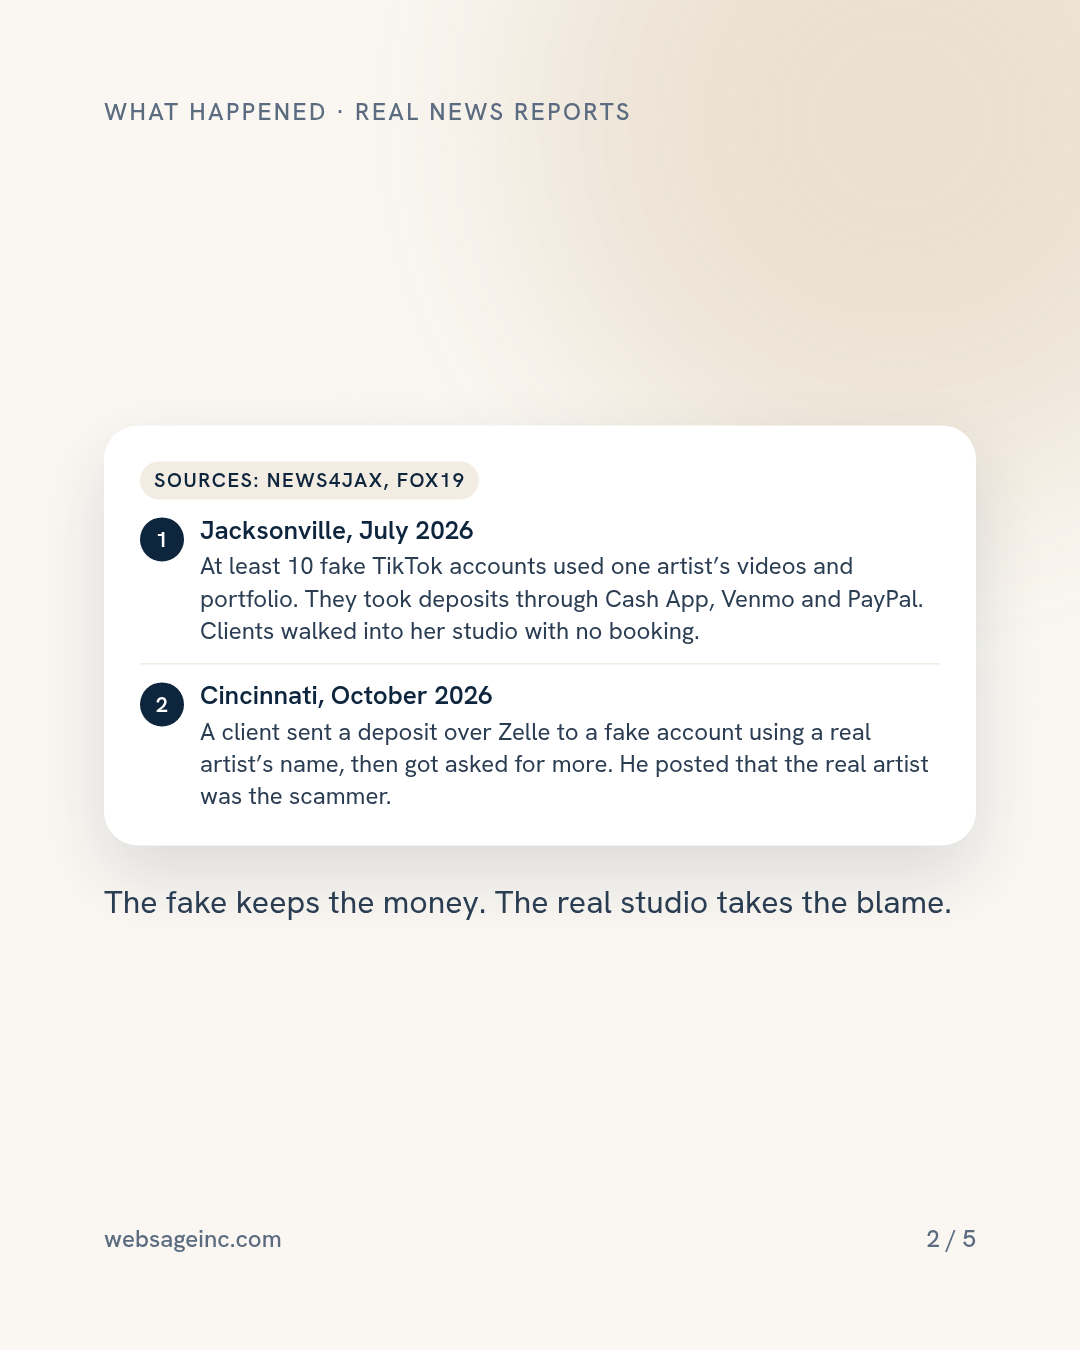 WHAT HAPPENED · REAL NEWS REPORTS
SOURCES: NEWS4JAX, FOX19
1
Jacksonville, July 2026
At least 10 fake TikTok accounts used one artist’s videos and
portfolio. They took deposits through Cash App, Venmo and PayPal.
Clients walked into her studio with no booking.
2
Cincinnati, October 2026
A client sent a deposit over Zelle to a fake account using a real
artist’s name, then got asked for more. He posted that the real artist
was the scammer.
The fake keeps the money. The real studio takes the blame.
websageinc.com
2 / 5